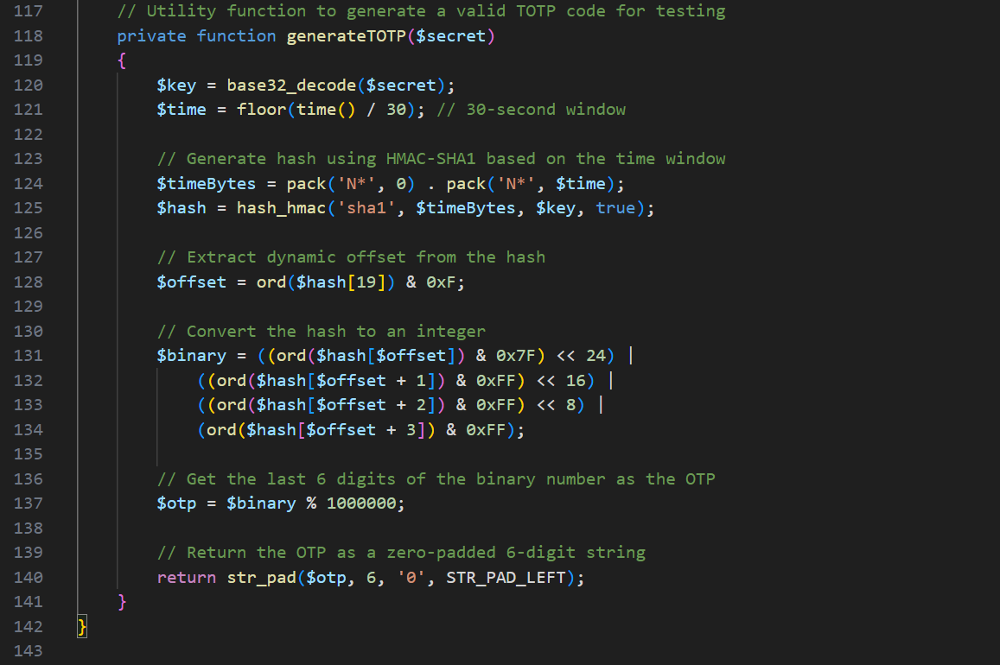 117 // Utility function to generate a valid TOTP code for testing
118 private function generateTOTP($secret)
119 {
120 $key = base32_decode($secret);
121 $time = floor(time() / 30); // 30-second window
122
123 // Generate hash using HMAC-SHA1 based on the time window
124 $timeBytes = pack('N*', 0) . pack('N*', $time);
125 $hash = hash_hmac('sha1', $timeBytes, $key, true);
126
127 // Extract dynamic offset from the hash
128 $offset = ord($hash[19]) & 0xF;
129
130 // Convert the hash to an integer
131 $binary = ((ord($hash[$offset]) & 0x7F) << 24) |
132 ((ord($hash[$offset + 1]) & 0xFF) << 16) |
133 ((ord($hash[$offset + 2]) & 0xFF) << 8) |
134 (ord($hash[$offset + 3]) & 0xFF);
135
136 // Get the last 6 digits of the binary number as the OTP
137 $otp = $binary % 1000000;
138
139 // Return the OTP as a zero-padded 6-digit string
140 return str_pad($otp, 6, '0', STR_PAD_LEFT);
141 }
142 }
143